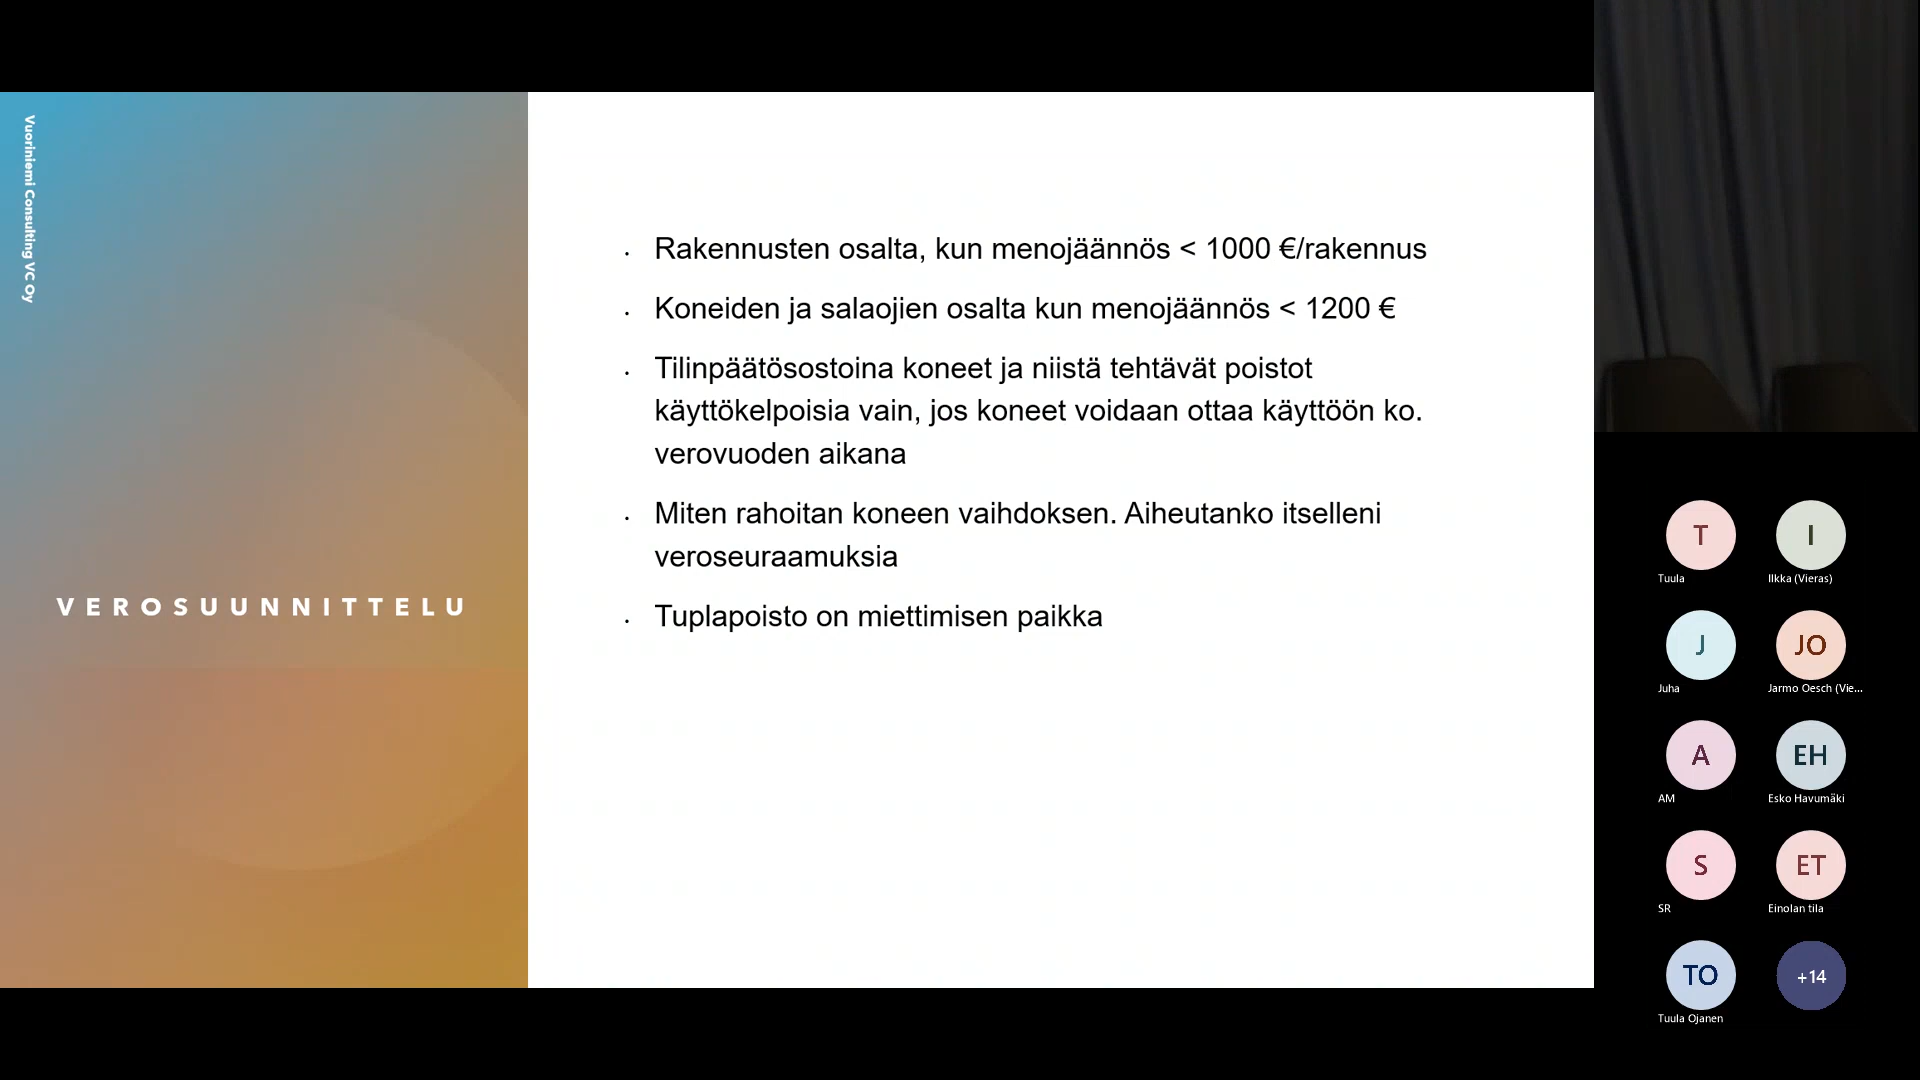 Vuoriniemi Consulting VC Oy
VEROSUUNNITTELU
Rakennusten osalta, kun menojäännös < 1000 €/rakennus
Koneiden ja salaojien osalta kun menojäännös < 1200 €
Tilinpäätösostoina koneet ja niistä tehtävät poistot
käyttökelpoisia vain, jos koneet voidaan ottaa käyttöön ko.
verovuoden aikana
Miten rahoitan koneen vaihdoksen. Aiheutanko itselleni
veroseuraamuksia
Tuplapoisto on miettimisen paikka
T
I
Tuula
Ilkka (Vieras)
J
JO
Juha
Jarmo Oesch (Vie...
A
EH
AM
Esko Havumäki
S
ET
SR
Einolan tila
TO
+14
Tuula Ojanen